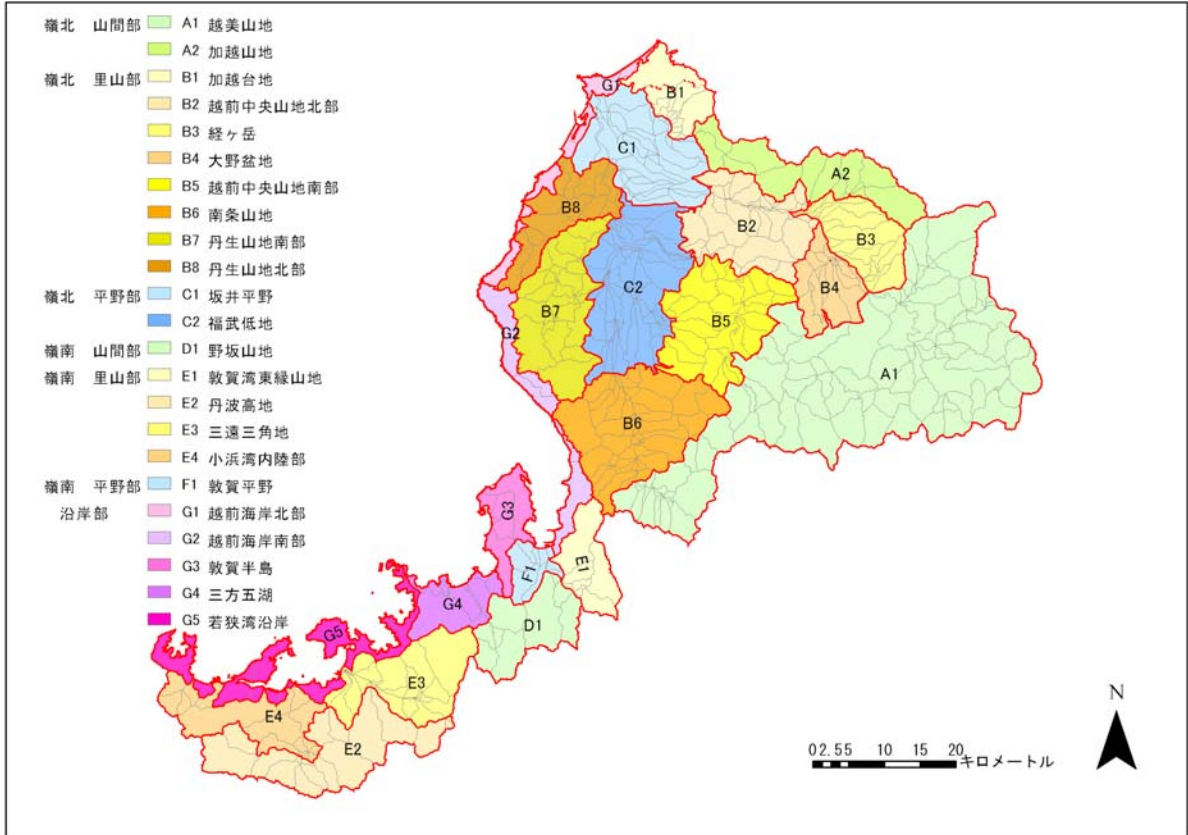 嶺北 山間部 A1 越美山地
A2 加越山地
嶺北 里山部 B1 加越台地
B2 越前中央山地北部
B3 経ヶ岳
B4 大野盆地
B5 越前中央山地南部
B6 南条山地
B7 丹生山地南部
B8 丹生山地北部
嶺北 平野部 C1 坂井平野
C2 福武低地
嶺南 山間部 D1 野坂山地
嶺南 里山部 E1 敦賀湾東縁山地
E2 丹波高地
E3 三遠三角地
E4 小浜湾内陸部
嶺南 平野部 F1 敦賀平野
沿岸部 G1 越前海岸北部
G2 越前海岸南部
G3 敦賀半島
G4 三方五湖
G5 若狭湾沿岸
G1
B1
C1
A2
B8
B2
B3
C2
B4
B7
B5
G2
A1
B6
G3
F1
E1
G4
D1
G5
E3
E4
E2
N
0 2.5 5 10 15 20
キロメートル